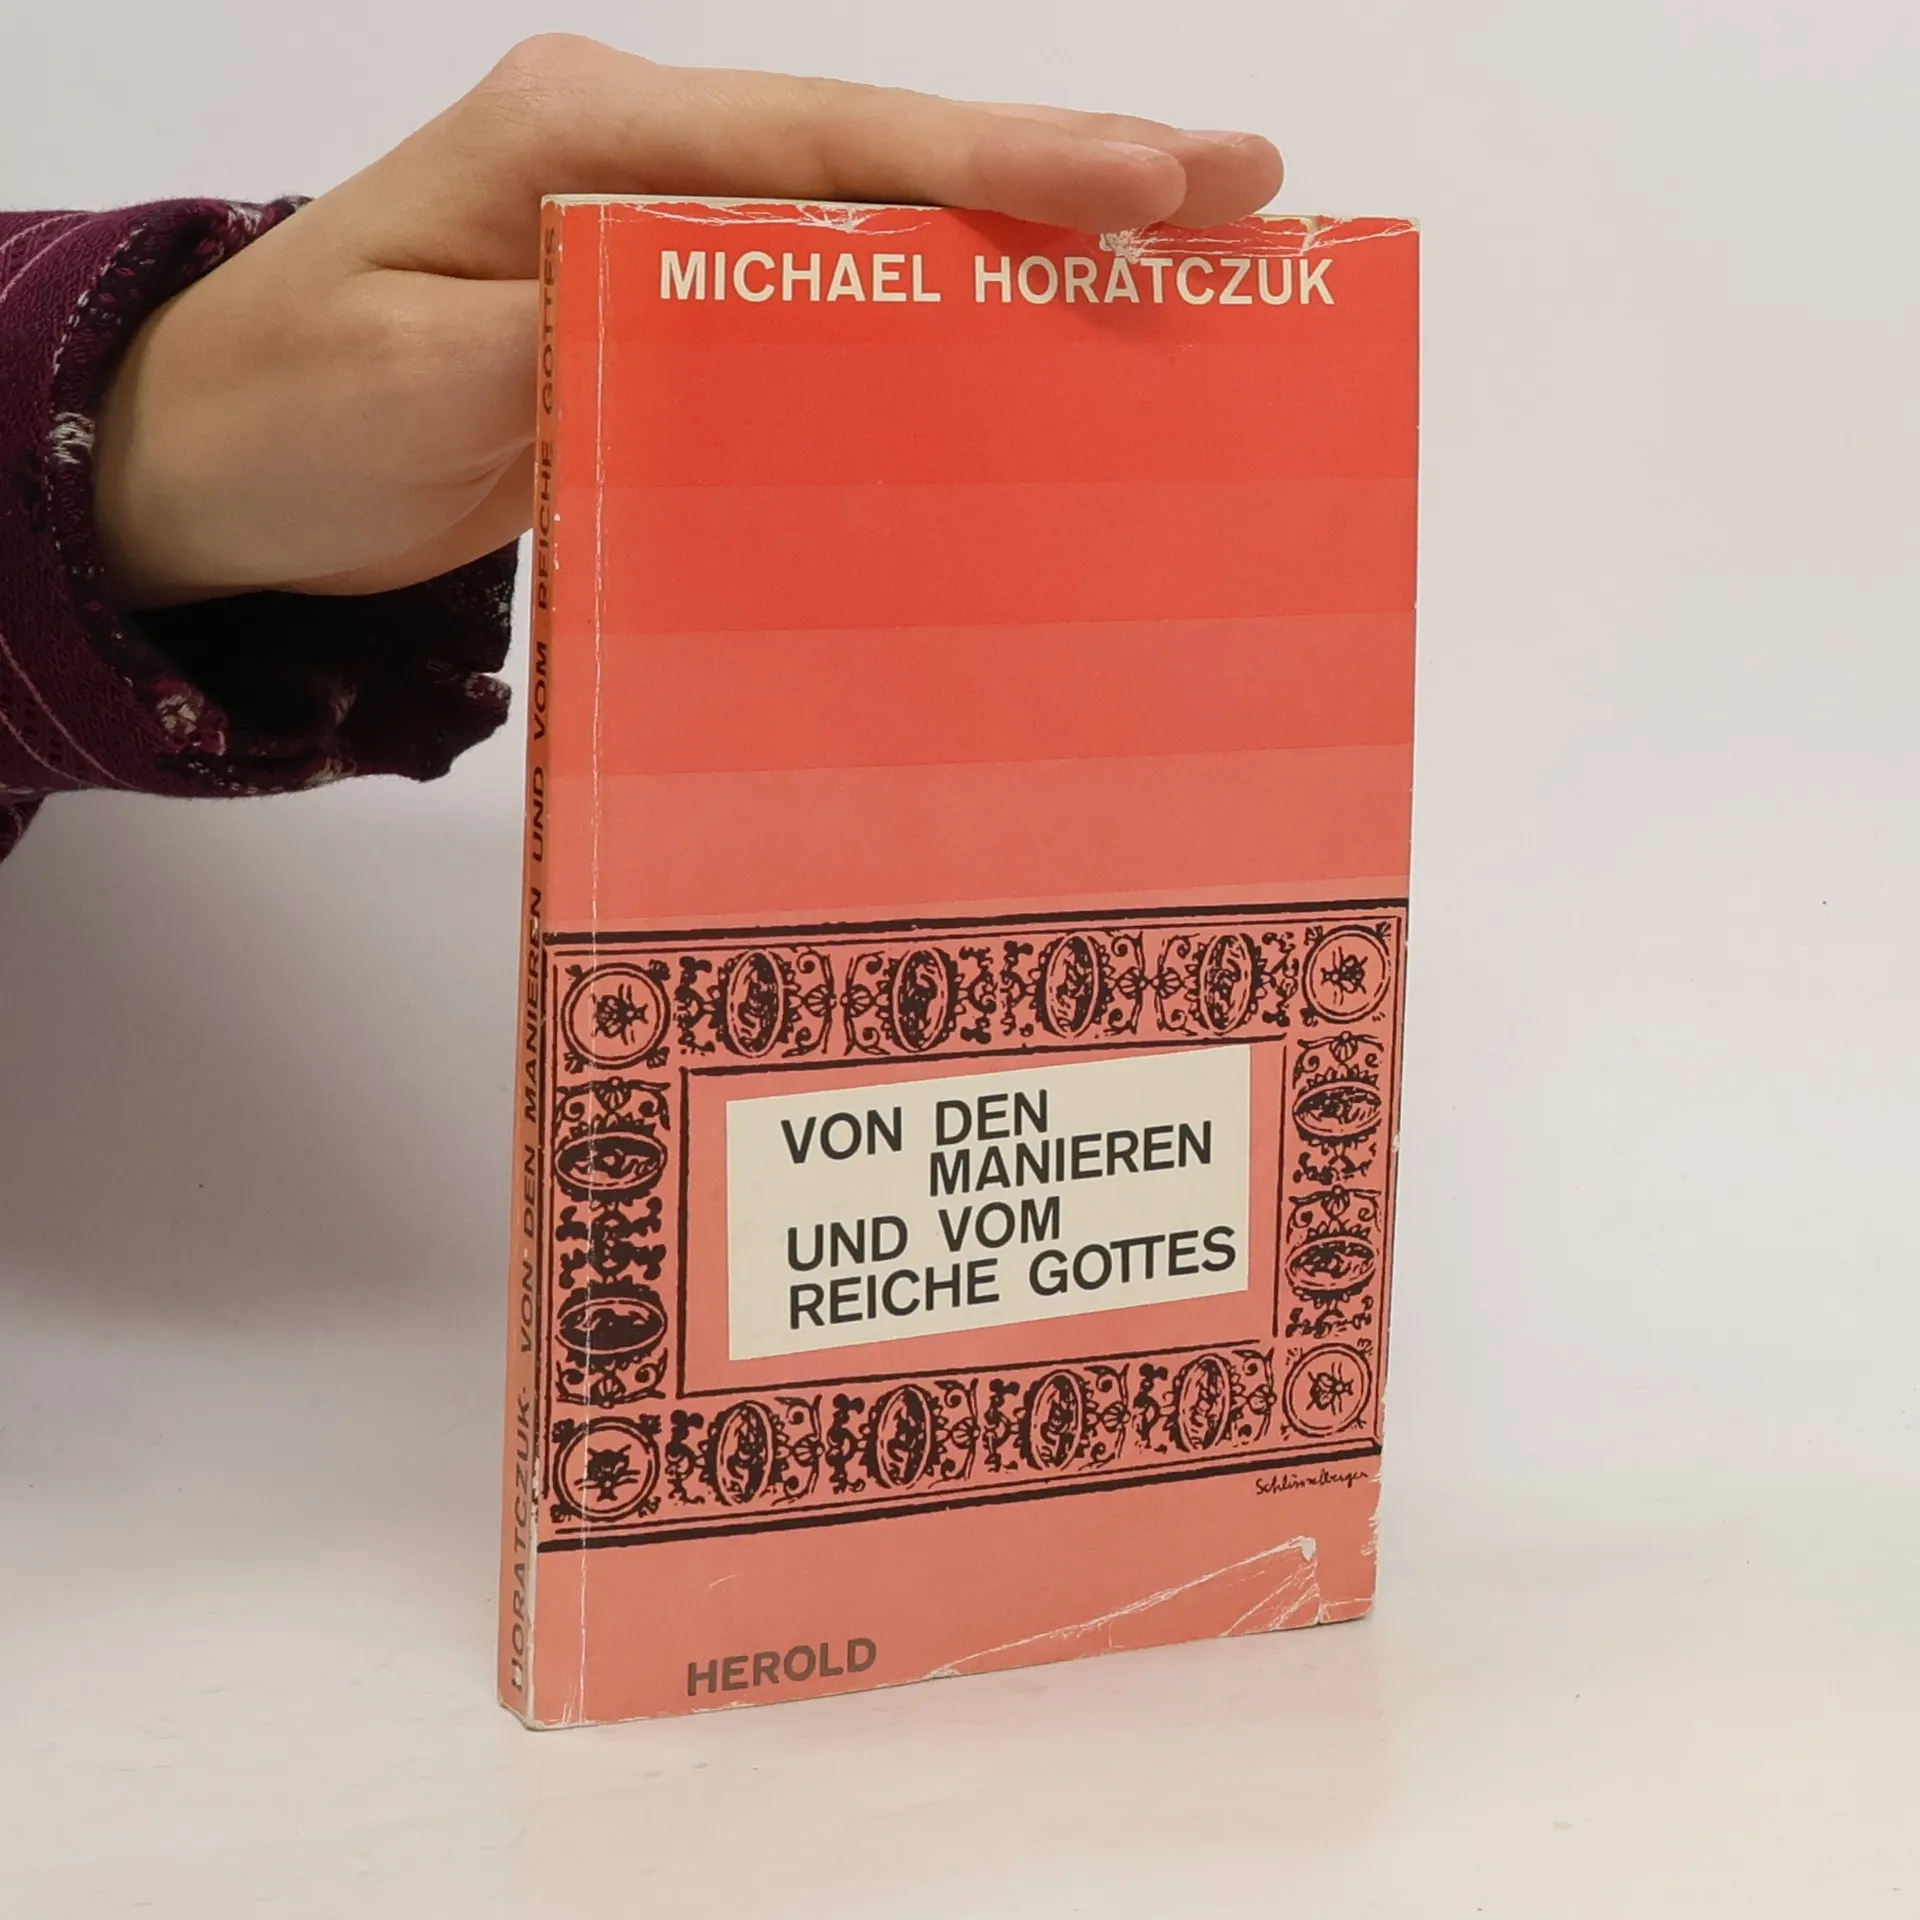 MICHAEL HORATCZUK
VON DEN
MANIEREN
UND VOM
REICHE GOTTES
Schlüsselberger
HEROLD
HORATCZUK · VON DEN MANIEREN UND VOM REICHE GOTTES